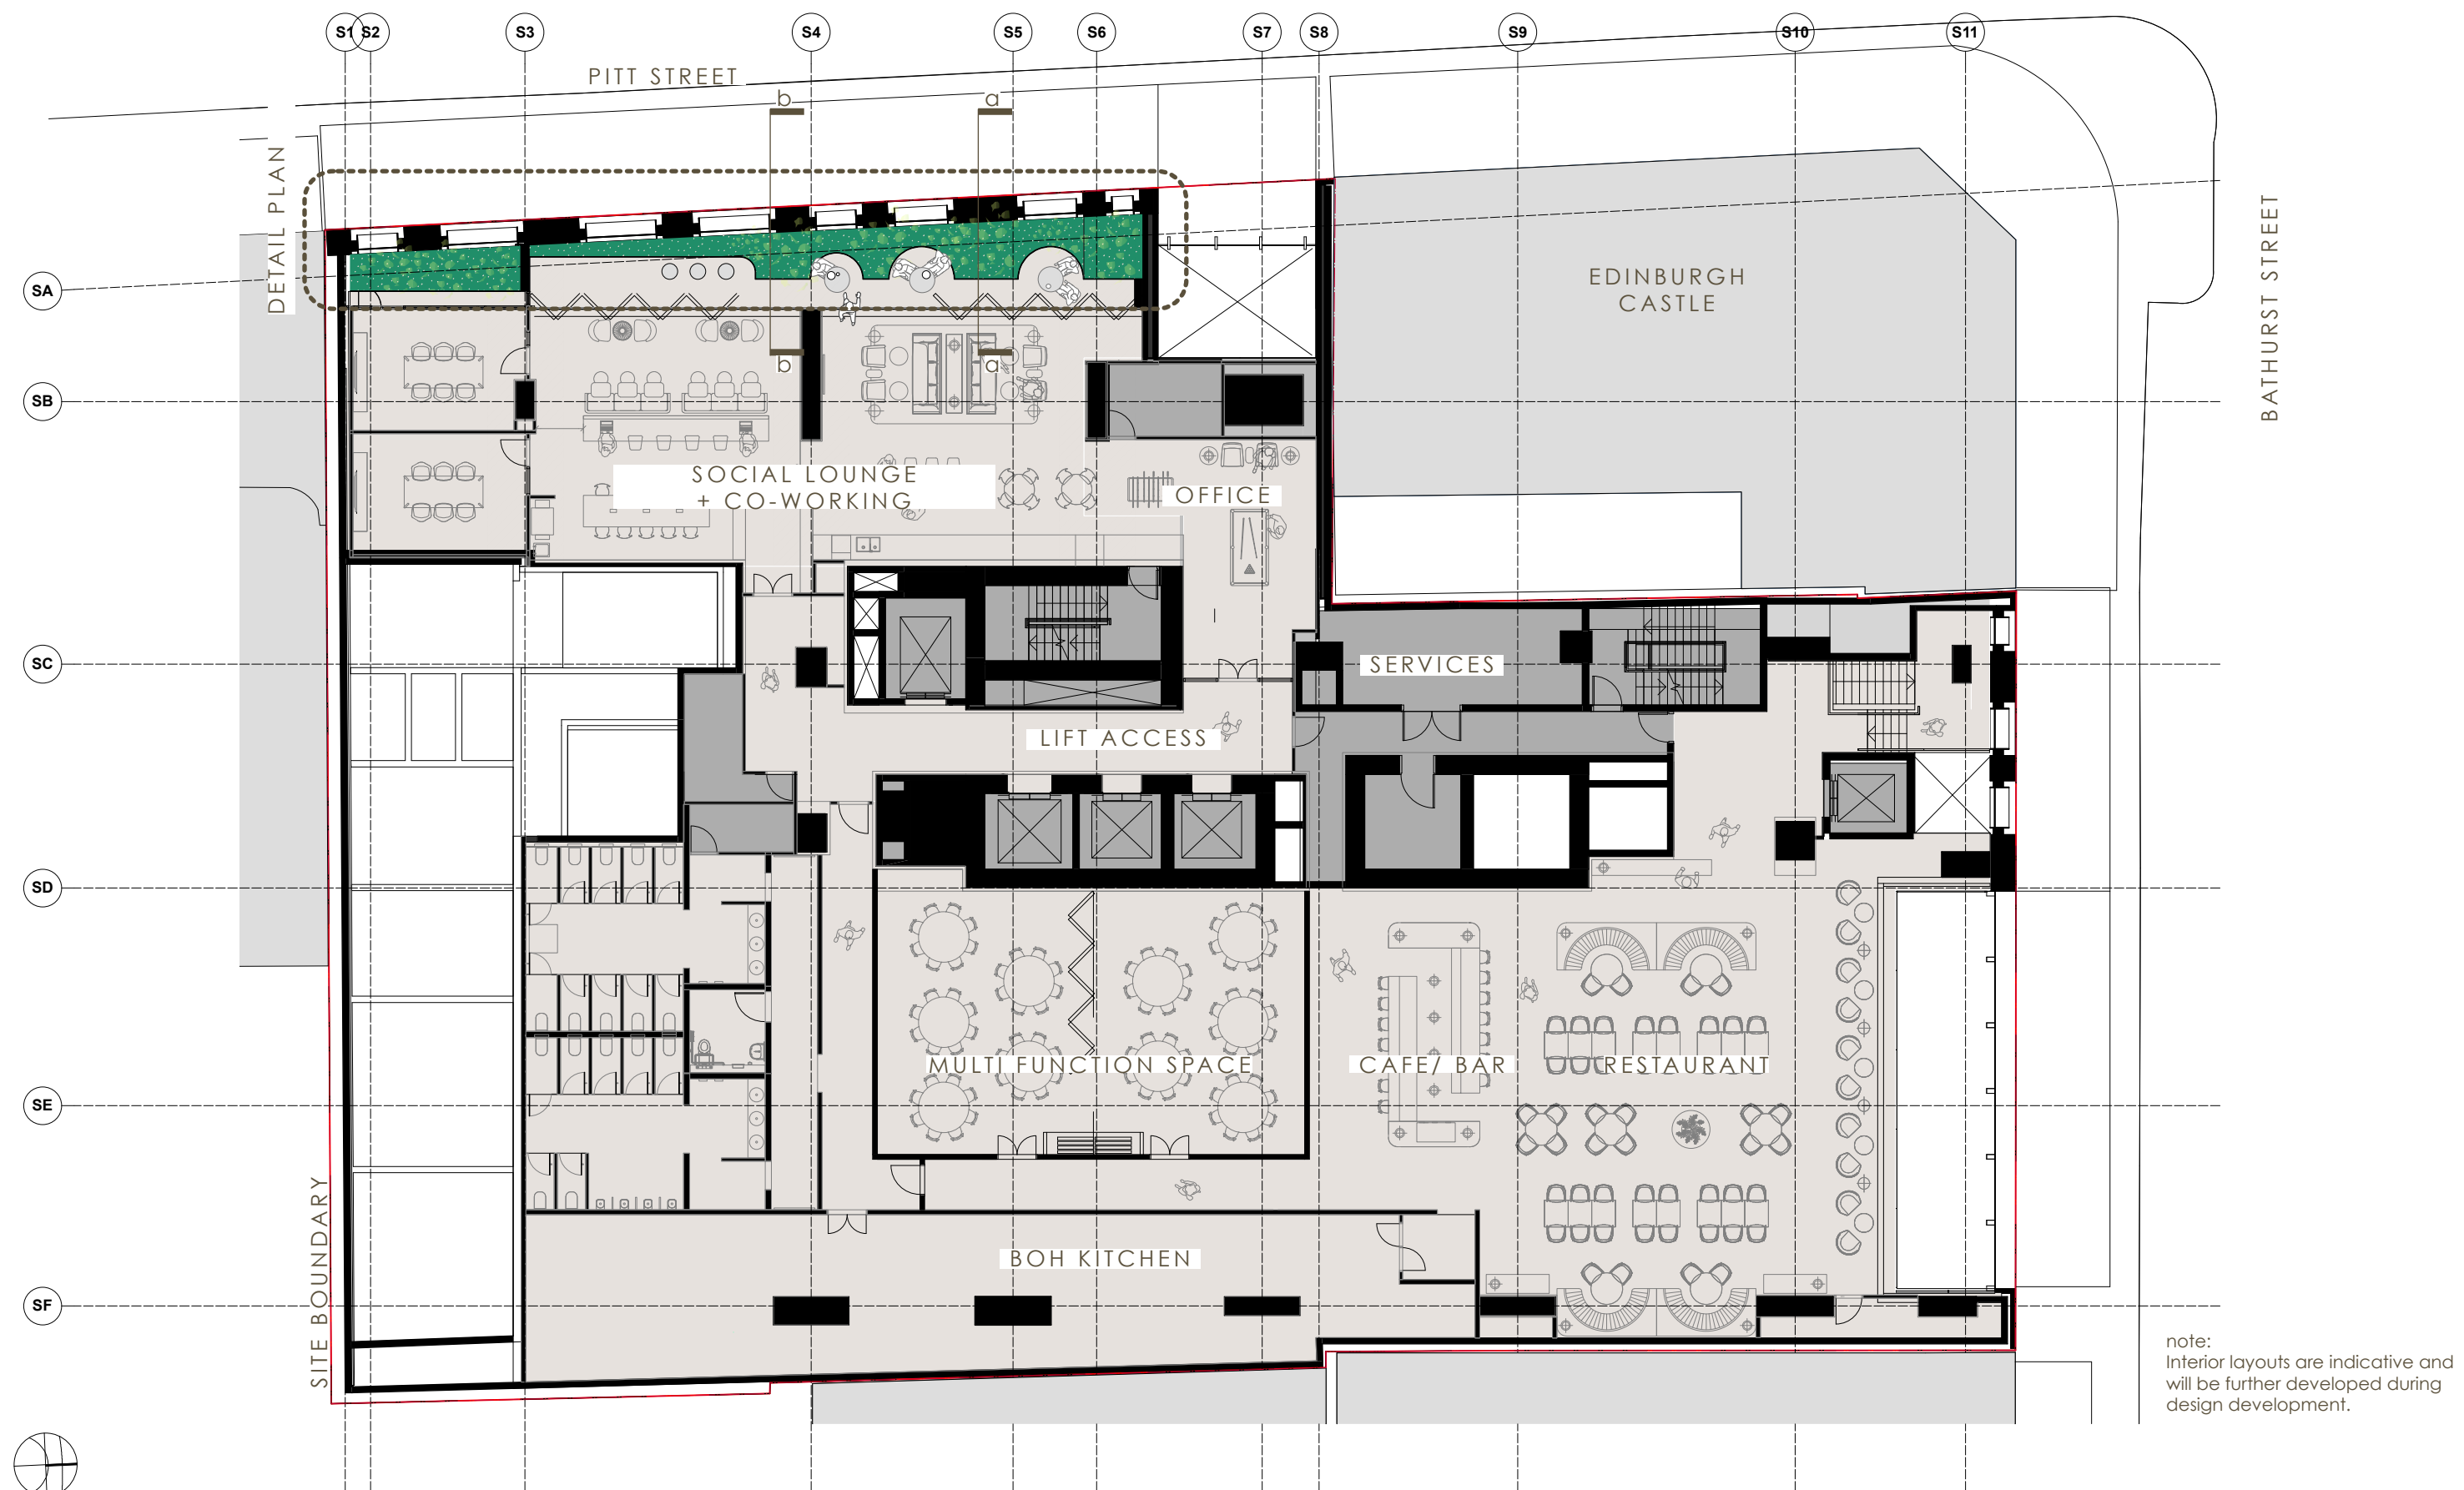 S1
S2
S3
S4
S5
S6
S7
S8
S9
S10
S11
PITT STREET
b
a
DETAIL PLAN
BATHURST STREET
SA
EDINBURGH
CASTLE
b
a
SB
SOCIAL LOUNGE
+ CO-WORKING
OFFICE
SC
SERVICES
LIFT ACCESS
SD
MULTI FUNCTION SPACE
CAFE/ BAR
RESTAURANT
SE
SITE BOUNDARY
BOH KITCHEN
SF
note:
Interior layouts are indicative and
will be further developed during
design development.